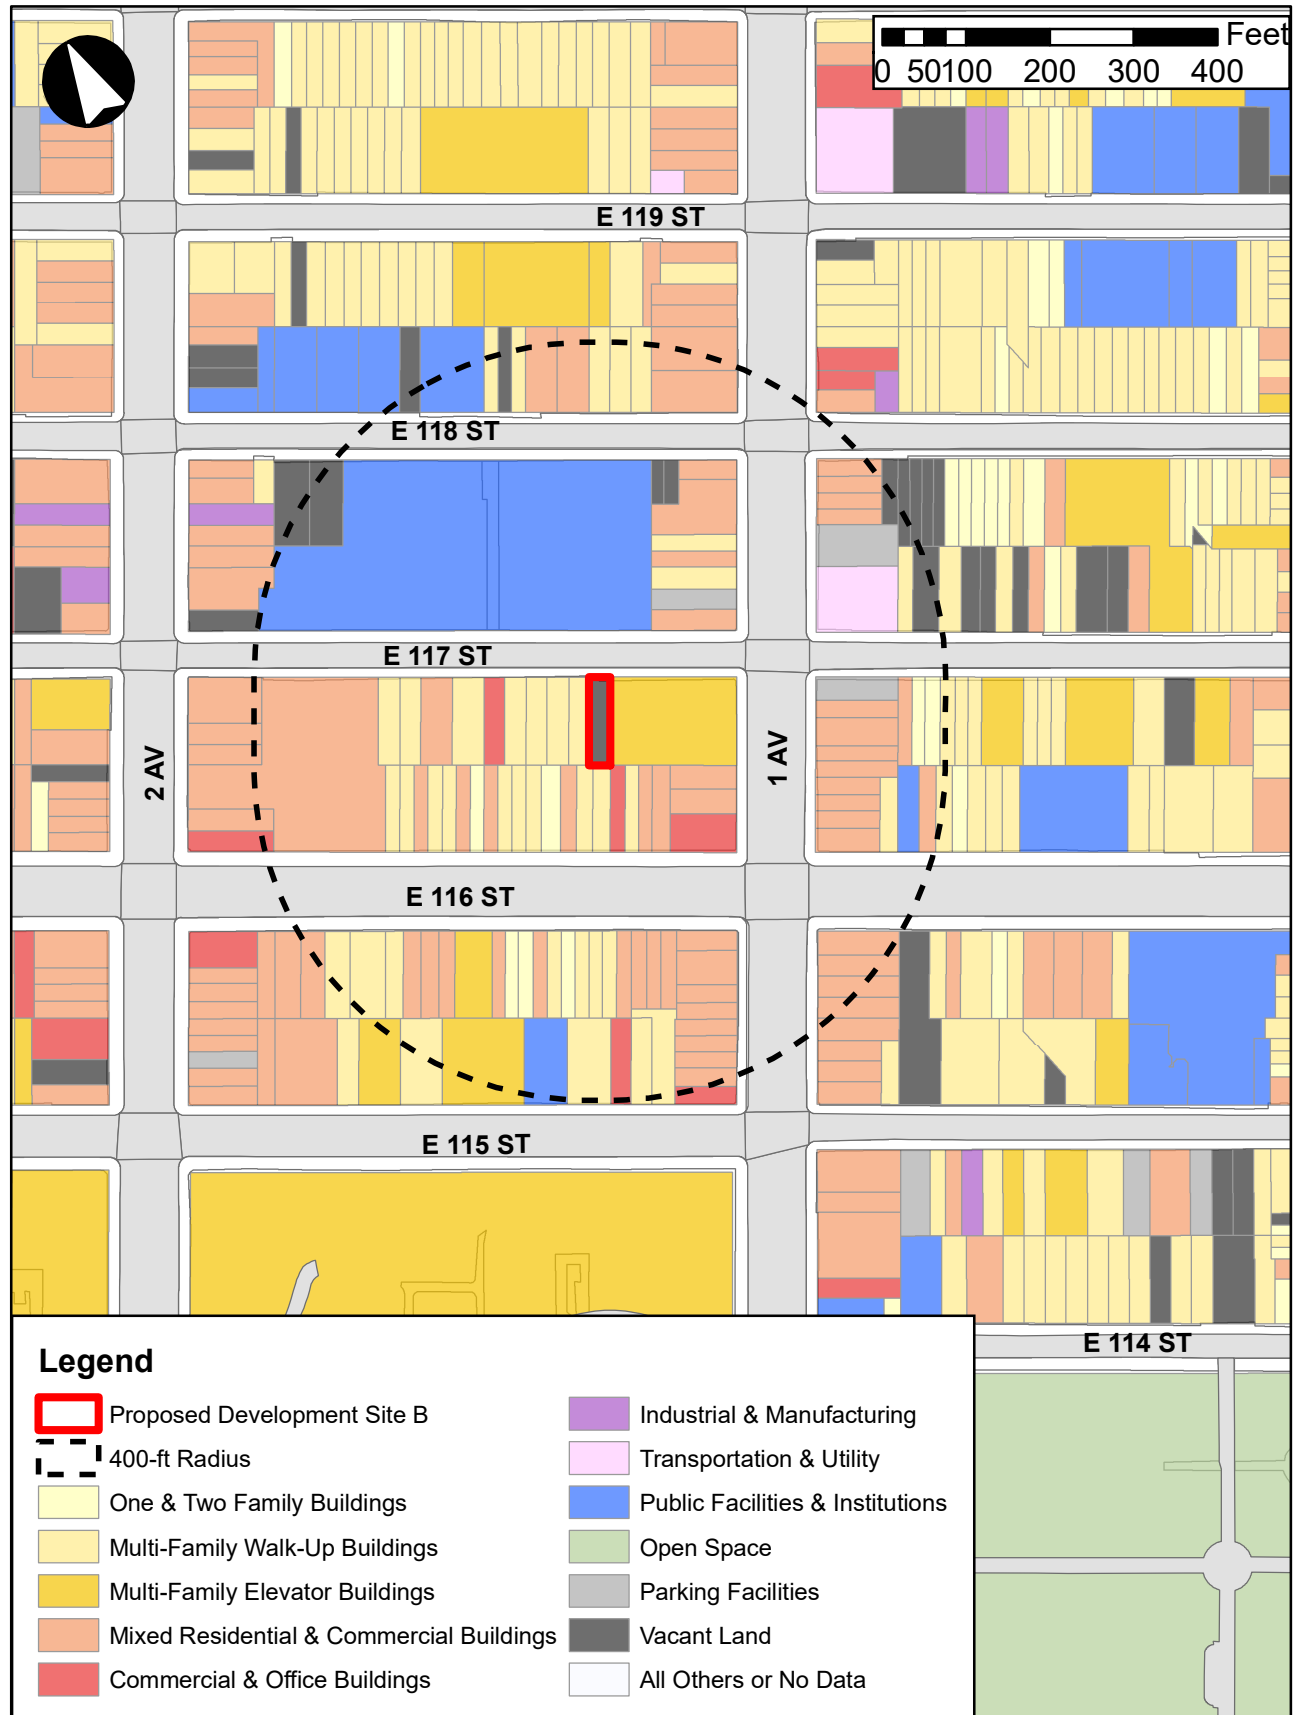 Feet
0 50100 200 300 400
E 119 ST
E 118 ST
E 117 ST
2 AV
1 AV
E 116 ST
E 115 ST
E 114 ST
Legend
Proposed Development Site B
400-ft Radius
One & Two Family Buildings
Multi-Family Walk-Up Buildings
Multi-Family Elevator Buildings
Mixed Residential & Commercial Buildings
Commercial & Office Buildings
Industrial & Manufacturing
Transportation & Utility
Public Facilities & Institutions
Open Space
Parking Facilities
Vacant Land
All Others or No Data